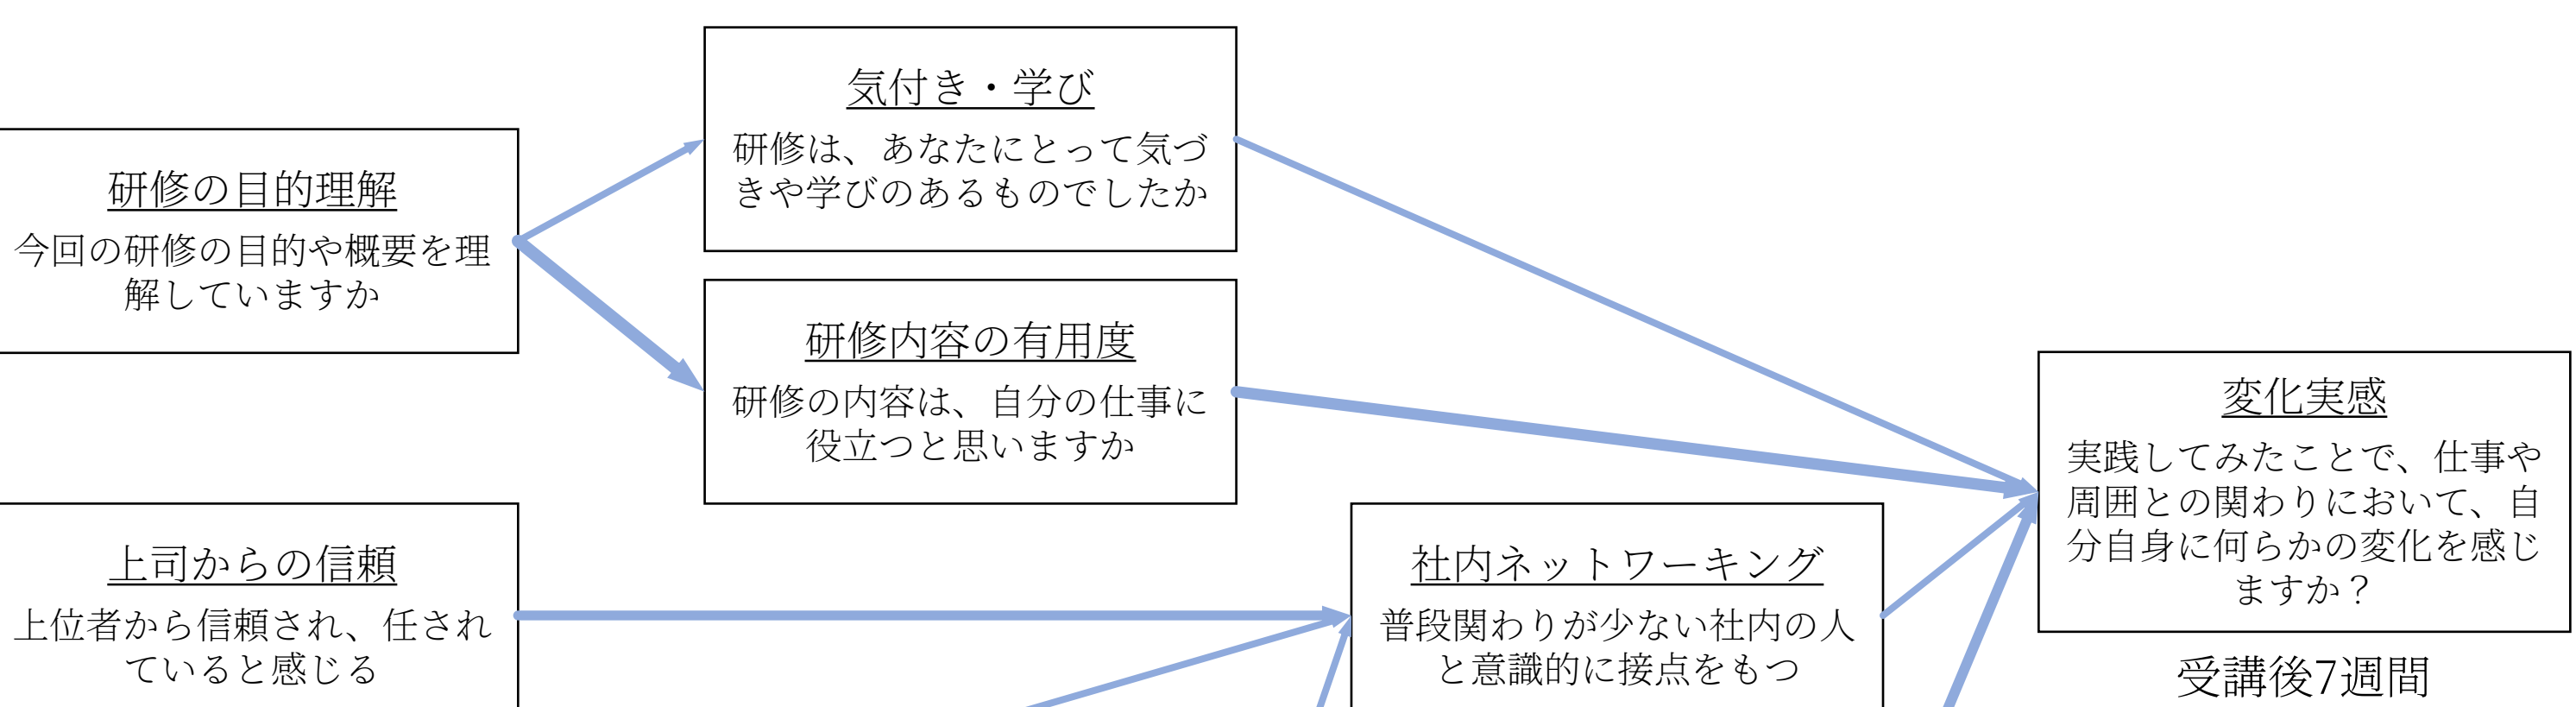 気付き・学び
研修は、あなたにとって気づ
きや学びのあるものでしたか
研修の目的理解
今回の研修の目的や概要を理
解していますか
研修内容の有用度
研修の内容は、自分の仕事に
役立つと思いますか
変化実感
実践してみたことで、仕事や
周囲との関わりにおいて、自
分自身に何らかの変化を感じ
ますか？
上司からの信頼
上位者から信頼され、任され
ていると感じる
社内ネットワーキング
普段関わりが少ない社内の人
と意識的に接点をもつ
受講後7週間